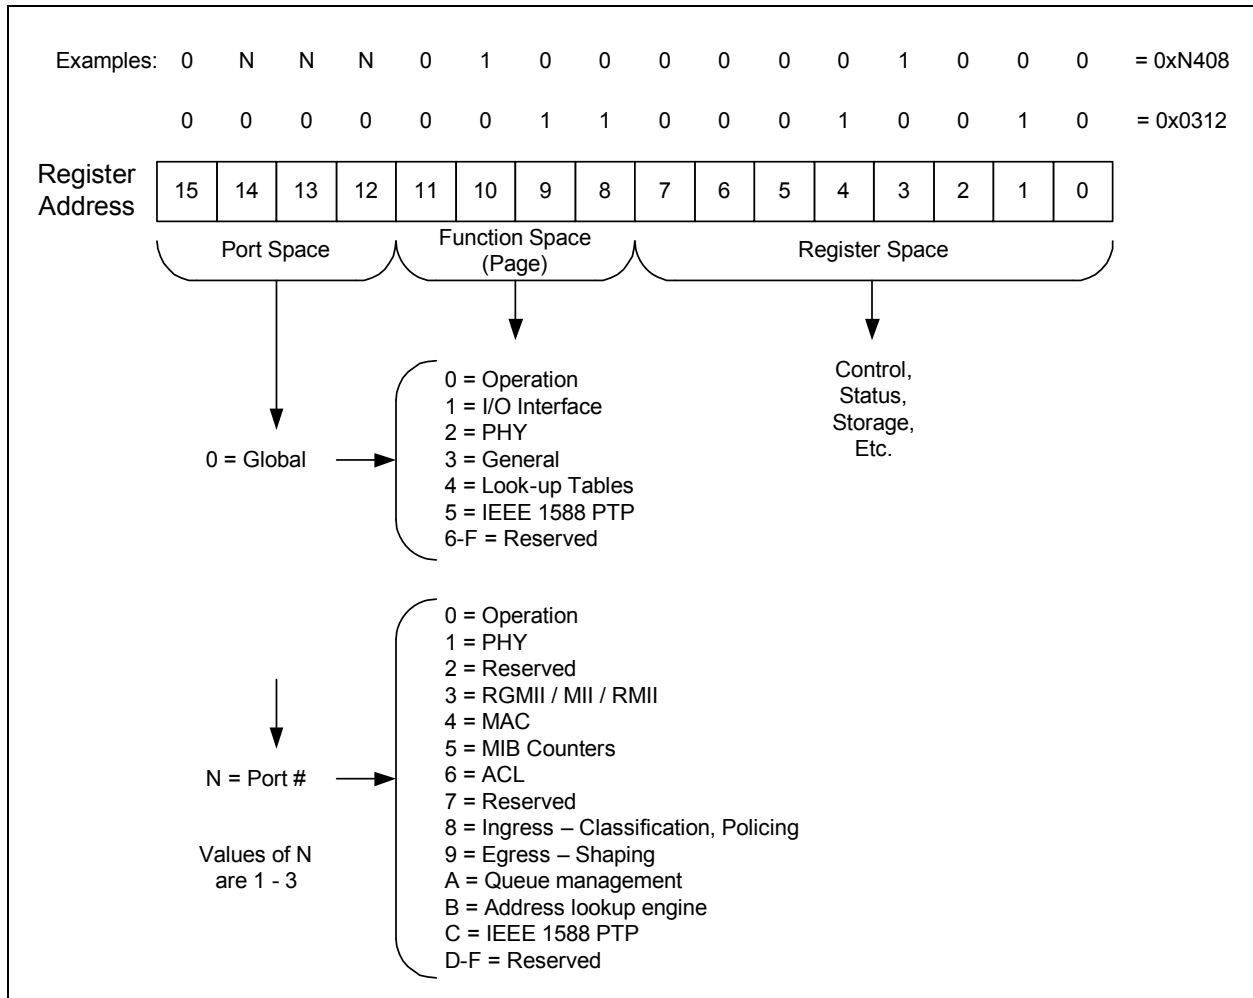 Examples: 0 N N N 0 1 0 0 0 0 0 0 1 0 0 0 = 0xN408
0 0 0 0 0 0 1 1 0 0 0 1 0 0 1 0 = 0x0312
Register
Address
15 14 13 12 11 10 9 8 7 6 5 4 3 2 1 0
Port Space
Function Space
(Page)
Register Space
0 = Global
0 = Operation
1 = I/O Interface
2 = PHY
3 = General
4 = Look-up Tables
5 = IEEE 1588 PTP
6-F = Reserved
Control,
Status,
Storage,
Etc.
N = Port #
Values of N
are 1 - 3
0 = Operation
1 = PHY
2 = Reserved
3 = RGMII / MII / RMII
4 = MAC
5 = MIB Counters
6 = ACL
7 = Reserved
8 = Ingress – Classification, Policing
9 = Egress – Shaping
A = Queue management
B = Address lookup engine
C = IEEE 1588 PTP
D-F = Reserved